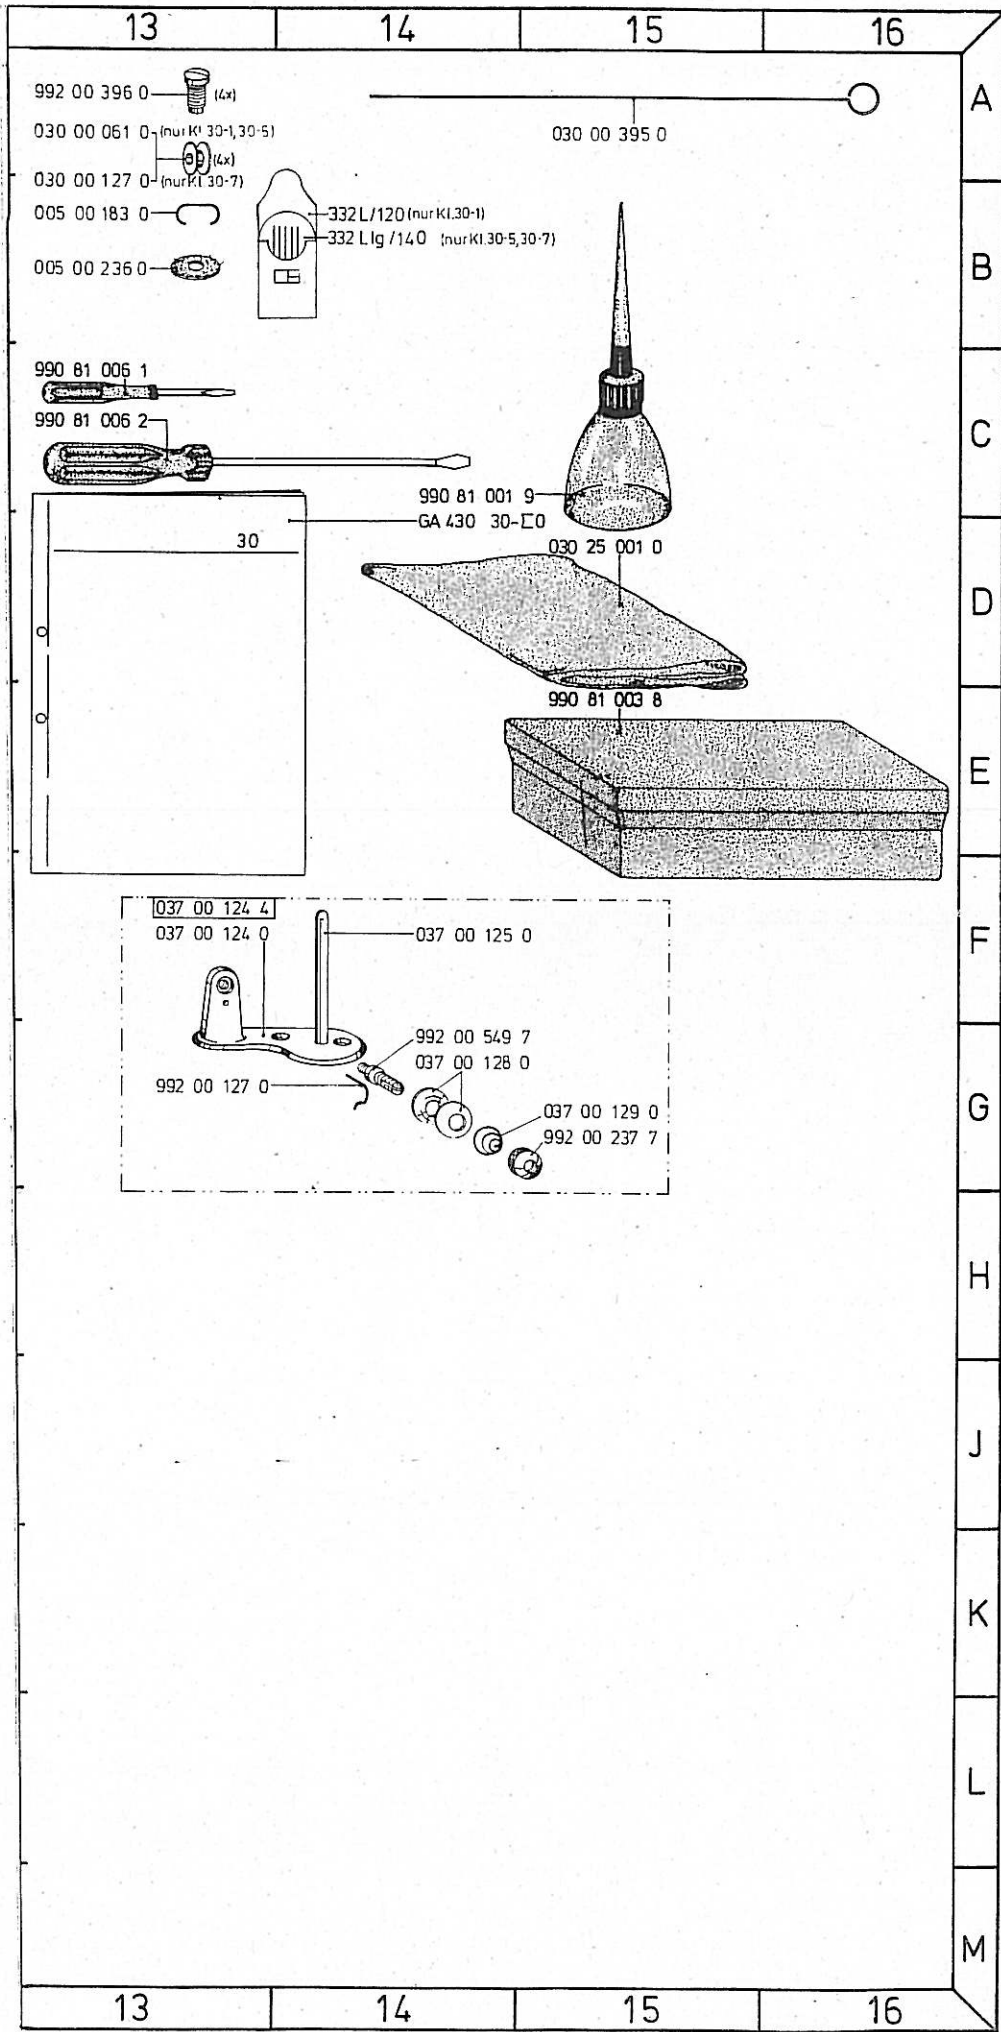 13 14 15 16
A
992 00 396 0 (4x)
030 00 395 0
030 00 061 0 (nur Kl 30-1,30-5)
(4x)
030 00 127 0 (nur Kl.30-7)
005 00 183 0
332 L/120 (nur Kl.30-1)
332 LIg /140 (nur Kl.30-5,30-7)
B
005 00 236 0
990 81 006 1
990 81 006 2
C
990 81 001 9
GA 430 30-
30
030 25 001 0
D
990 81 003 8
E
037 00 124 4
037 00 124 0
037 00 125 0
F
992 00 549 7
037 00 128 0
992 00 127 0
G
037 00 129 0
992 00 237 7
H
J
K
L
M
13 14 15 16